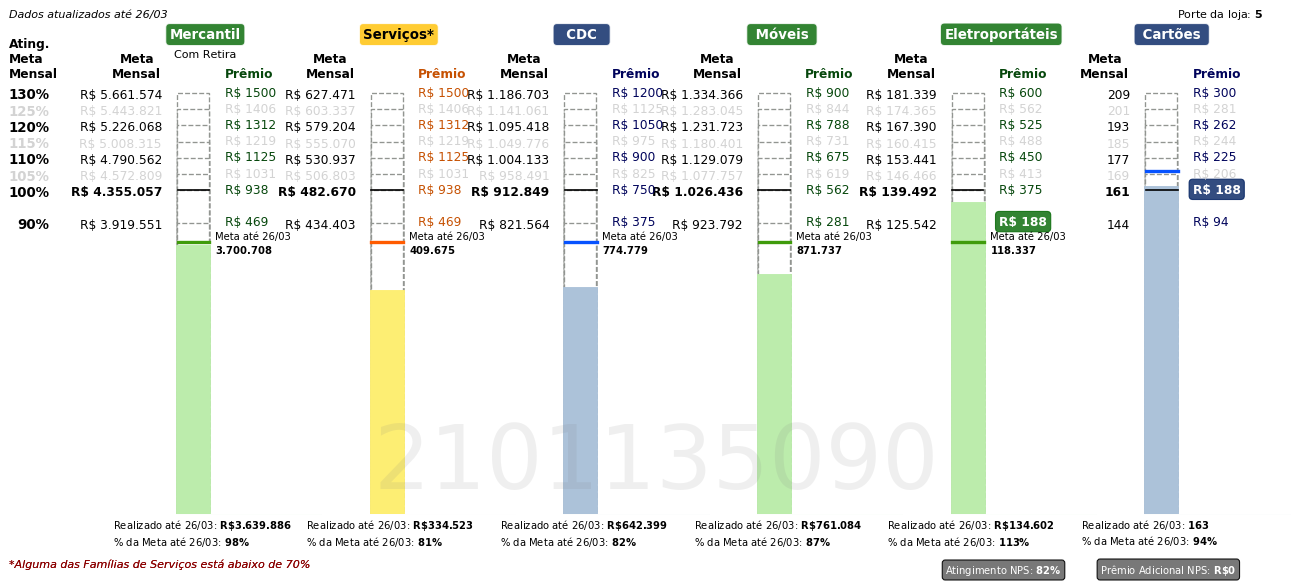 Dados atualizados até 26/03 Porte da loja: 5
Mercantil Serviços* CDC Móveis Eletroportáteis Cartões
Com Retira
Ating. Meta Mensal Meta Mensal Prêmio Meta Mensal Prêmio Meta Mensal Prêmio Meta Mensal Prêmio Meta Mensal Prêmio Meta Mensal Prêmio
130% R$ 5.661.574 R$ 1500 R$ 627.471 R$ 1500 R$ 1.186.703 R$ 1200 R$ 1.334.366 R$ 900 R$ 181.339 R$ 600 209 R$ 300
125% R$ 5.443.821 R$ 1406 R$ 603.337 R$ 1406 R$ 1.141.061 R$ 1125 R$ 1.283.045 R$ 844 R$ 174.365 R$ 562 201 R$ 281
120% R$ 5.226.068 R$ 1312 R$ 579.204 R$ 1312 R$ 1.095.418 R$ 1050 R$ 1.231.723 R$ 788 R$ 167.390 R$ 525 193 R$ 262
115% R$ 5.008.315 R$ 1219 R$ 555.070 R$ 1219 R$ 1.049.776 R$ 975 R$ 1.180.401 R$ 731 R$ 160.415 R$ 488 185 R$ 244
110% R$ 4.790.562 R$ 1125 R$ 530.937 R$ 1125 R$ 1.004.133 R$ 900 R$ 1.129.079 R$ 675 R$ 153.441 R$ 450 177 R$ 225
105% R$ 4.572.809 R$ 1031 R$ 506.803 R$ 1031 R$ 958.491 R$ 825 R$ 1.077.757 R$ 619 R$ 146.466 R$ 413 169 R$ 206
100% R$ 4.355.057 R$ 938 R$ 482.670 R$ 938 R$ 912.849 R$ 750 R$ 1.026.436 R$ 562 R$ 139.492 R$ 375 161 R$ 188
90% R$ 3.919.551 R$ 469 R$ 434.403 R$ 469 R$ 821.564 R$ 375 R$ 923.792 R$ 281 R$ 125.542 R$ 188 144 R$ 94
Meta até 26/03 Meta até 26/03 Meta até 26/03 Meta até 26/03 Meta até 26/03
3.700.708 409.675 774.779 871.737 118.337
2101135090
Realizado até 26/03: R$3.639.886 Realizado até 26/03: R$334.523 Realizado até 26/03: R$642.399 Realizado até 26/03: R$761.084 Realizado até 26/03: R$134.602 Realizado até 26/03: 163
% da Meta até 26/03: 98% % da Meta até 26/03: 81% % da Meta até 26/03: 82% % da Meta até 26/03: 87% % da Meta até 26/03: 113% % da Meta até 26/03: 94%
*Alguma das Famílias de Serviços está abaixo de 70% Atingimento NPS: 82% Prêmio Adicional NPS: R$0